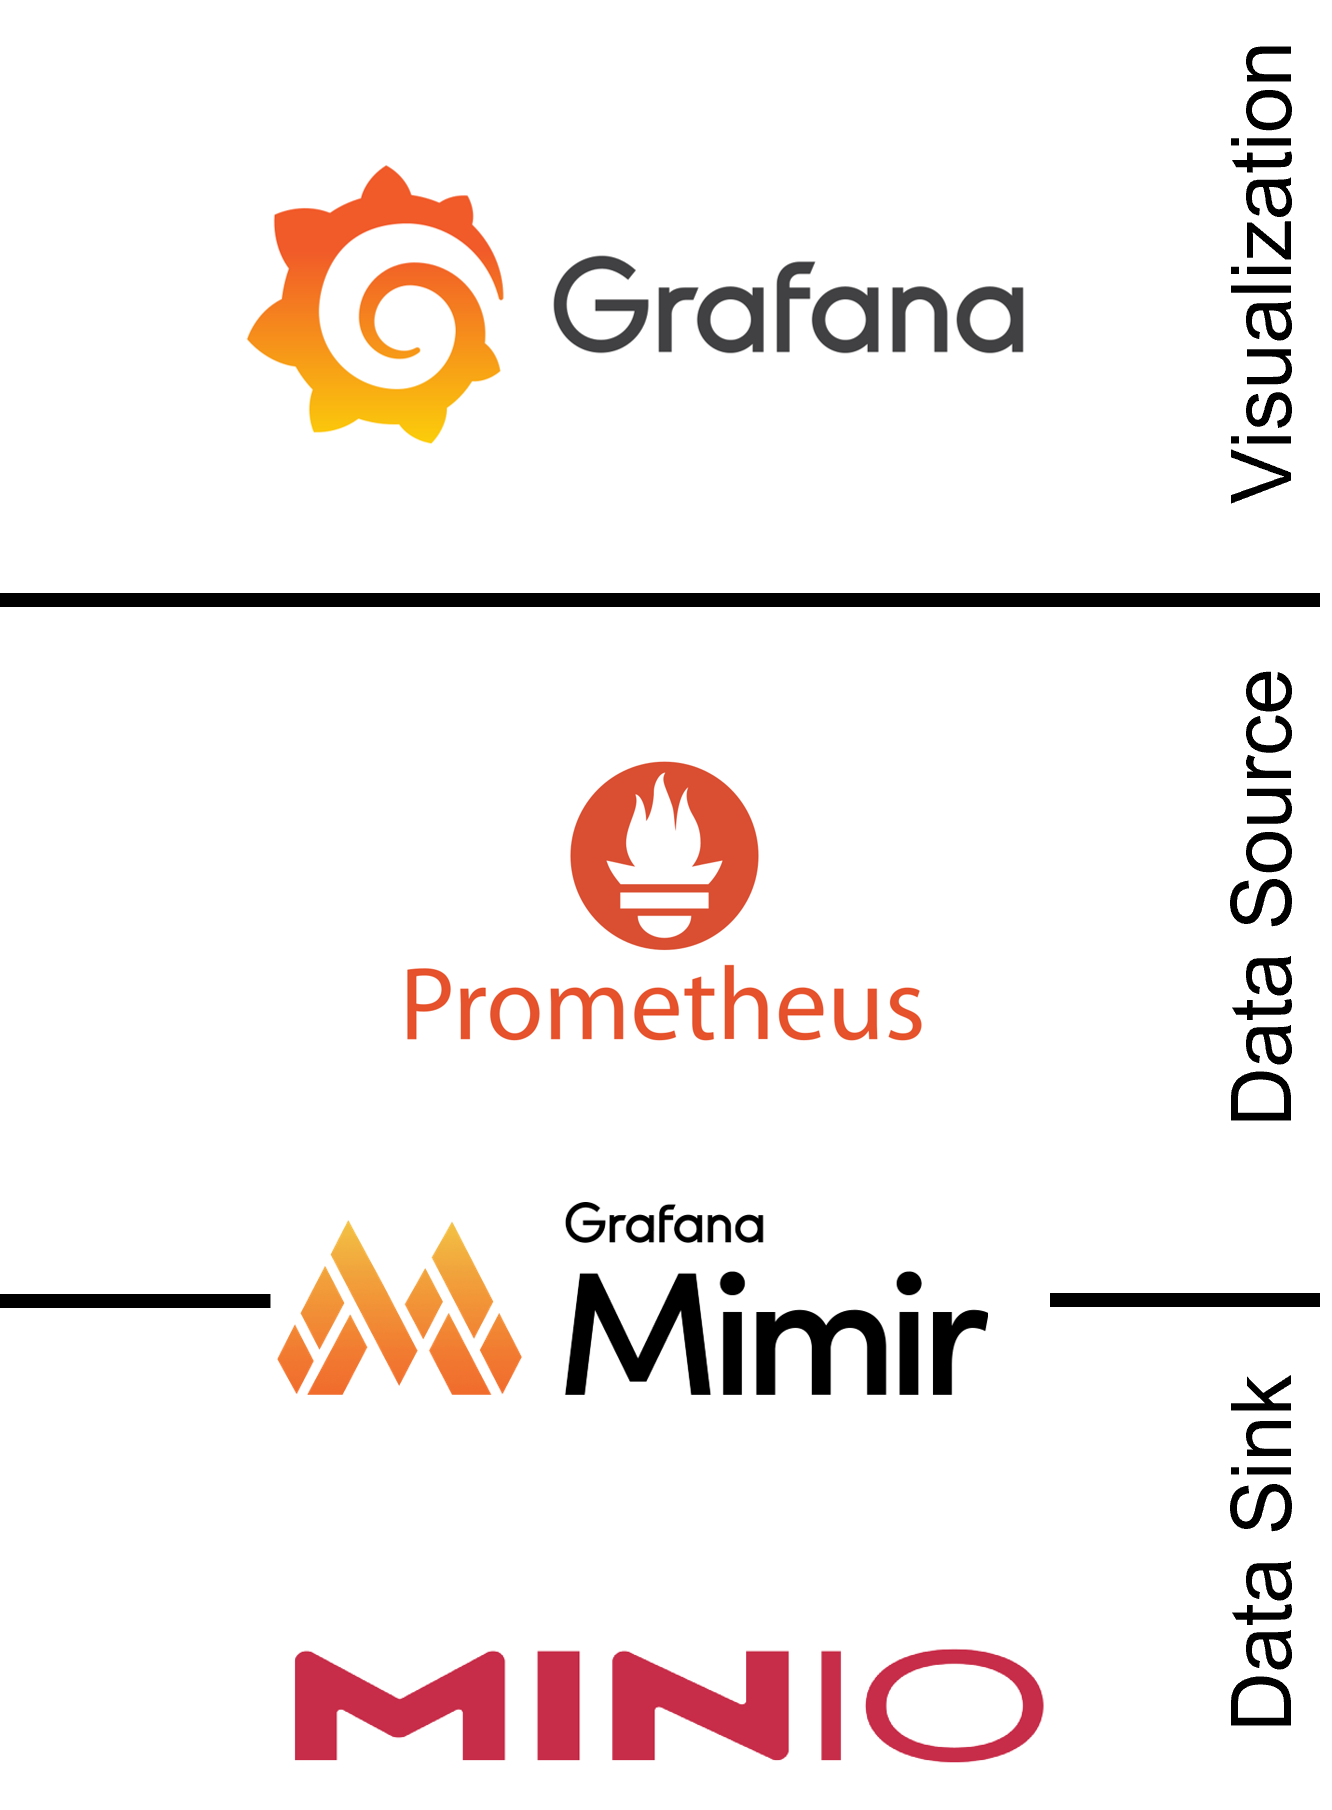 Visualization
Grafana
Data Source
Prometheus
Grafana
Mimir
Data Sink
MINIO